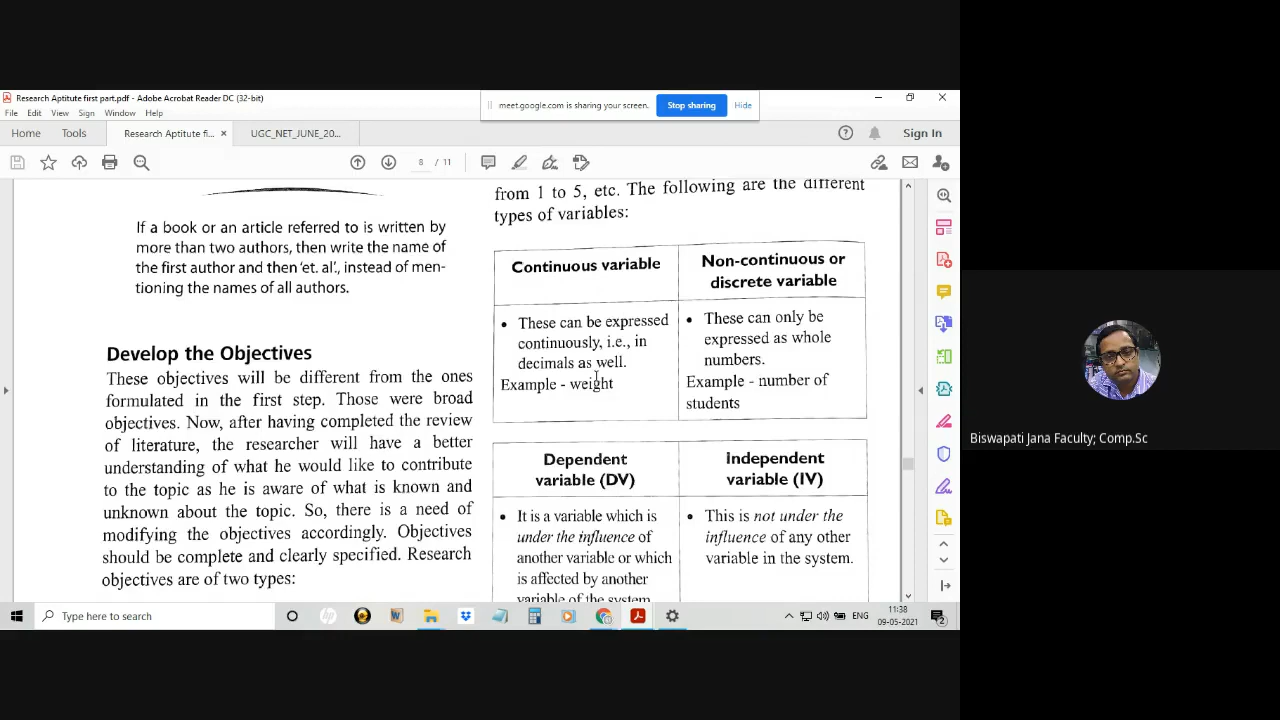 Research Aptitute first part.pdf - Adobe Acrobat Reader DC (32-bit)
meet.google.com is sharing your screen.
Stop sharing
Hide
File Edit View Sign Window Help
Home Tools Research Aptitute fi... × UGC_NET_JUNE_20... Sign In
8 / 11
If a book or an article referred to is written by
more than two authors, then write the name of
the first author and then ‘et. al’., instead of men-
tioning the names of all authors.
Develop the Objectives
These objectives will be different from the ones
formulated in the first step. Those were broad
objectives. Now, after having completed the review
of literature, the researcher will have a better
understanding of what he would like to contribute
to the topic as he is aware of what is known and
unknown about the topic. So, there is a need of
modifying the objectives accordingly. Objectives
should be complete and clearly specified. Research
objectives are of two types:
from 1 to 5, etc. The following are the different
types of variables:
Continuous variable
• These can be expressed
continuously, i.e., in
decimals as well.
Example - weight
Non-continuous or
discrete variable
• These can only be
expressed as whole
numbers.
Example - number of
students
Dependent
variable (DV)
• It is a variable which is
under the influence of
another variable or which
is affected by another
variable of the system
Independent
variable (IV)
• This is not under the
influence of any other
variable in the system.
Biswapati Jana Faculty; Comp.Sc
Type here to search
ENG
11:38
09-05-2021
2